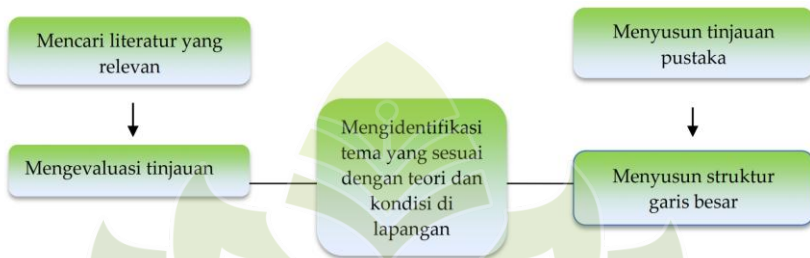 Mencari literatur yang
relevan
Mengevaluasi tinjauan
Mengidentifikasi
tema yang sesuai
dengan teori dan
kondisi di
lapangan
Menyusun tinjauan
pustaka
Menyusun struktur
garis besar